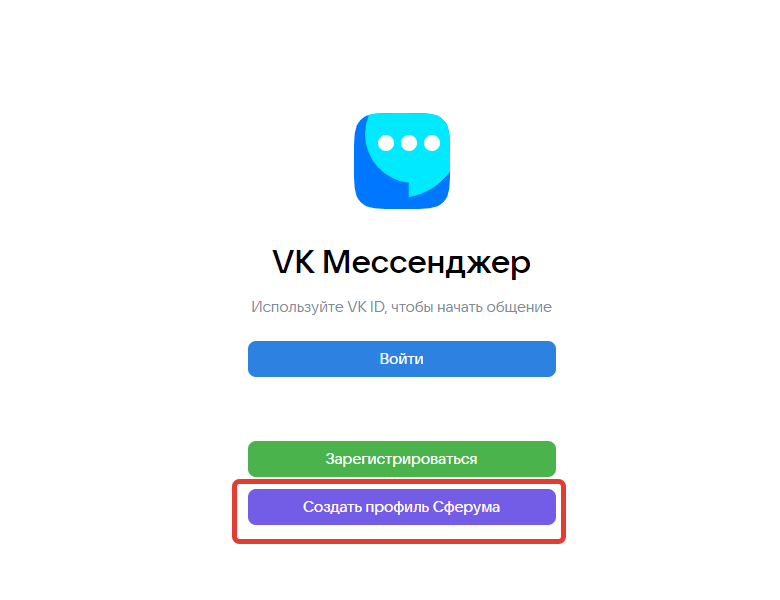 VK Мессенджер
Используйте VK ID, чтобы начать общение
Войти
Зарегистрироваться
Создать профиль Сферума